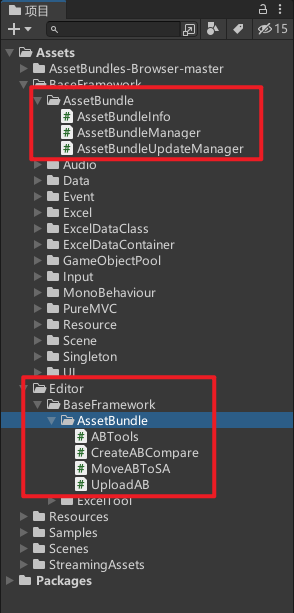 项目
15
Assets
AssetBundles-Browser-master
BaseFramework
AssetBundle
AssetBundleInfo
AssetBundleManager
AssetBundleUpdateManager
Audio
Data
Event
Excel
ExcelDataClass
ExcelDataContainer
GameObjectPool
Input
MonoBehaviour
PureMVC
Resource
Scene
Singleton
UI
Editor
BaseFramework
AssetBundle
ABTools
CreateABCompare
MoveABToSA
UploadAB
ExcelTool
Resources
Samples
Scenes
StreamingAssets
Packages